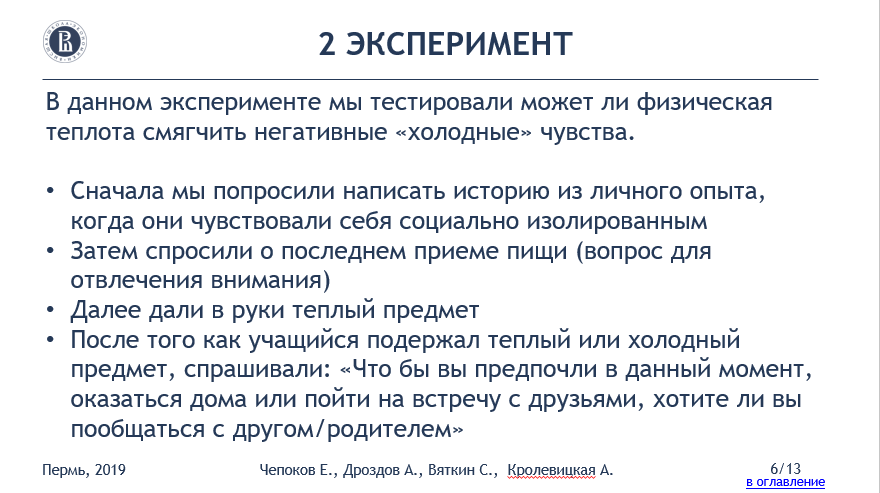 2 ЭКСПЕРИМЕНТ
В данном эксперименте мы тестировали может ли физическая
теплота смягчить негативные «холодные» чувства.
• Сначала мы попросили написать историю из личного опыта,
когда они чувствовали себя социально изолированным
• Затем спросили о последнем приеме пищи (вопрос для
отвлечения внимания)
• Далее дали в руки теплый предмет
• После того как учащийся подержал теплый или холодный
предмет, спрашивали: «Что бы вы предпочли в данный момент,
оказаться дома или пойти на встречу с друзьями, хотите ли вы
пообщаться с другом/родителем»
Пермь, 2019
Чепоков Е., Дроздов А., Вяткин С., Кролевицкая А.
6/13
в оглавление